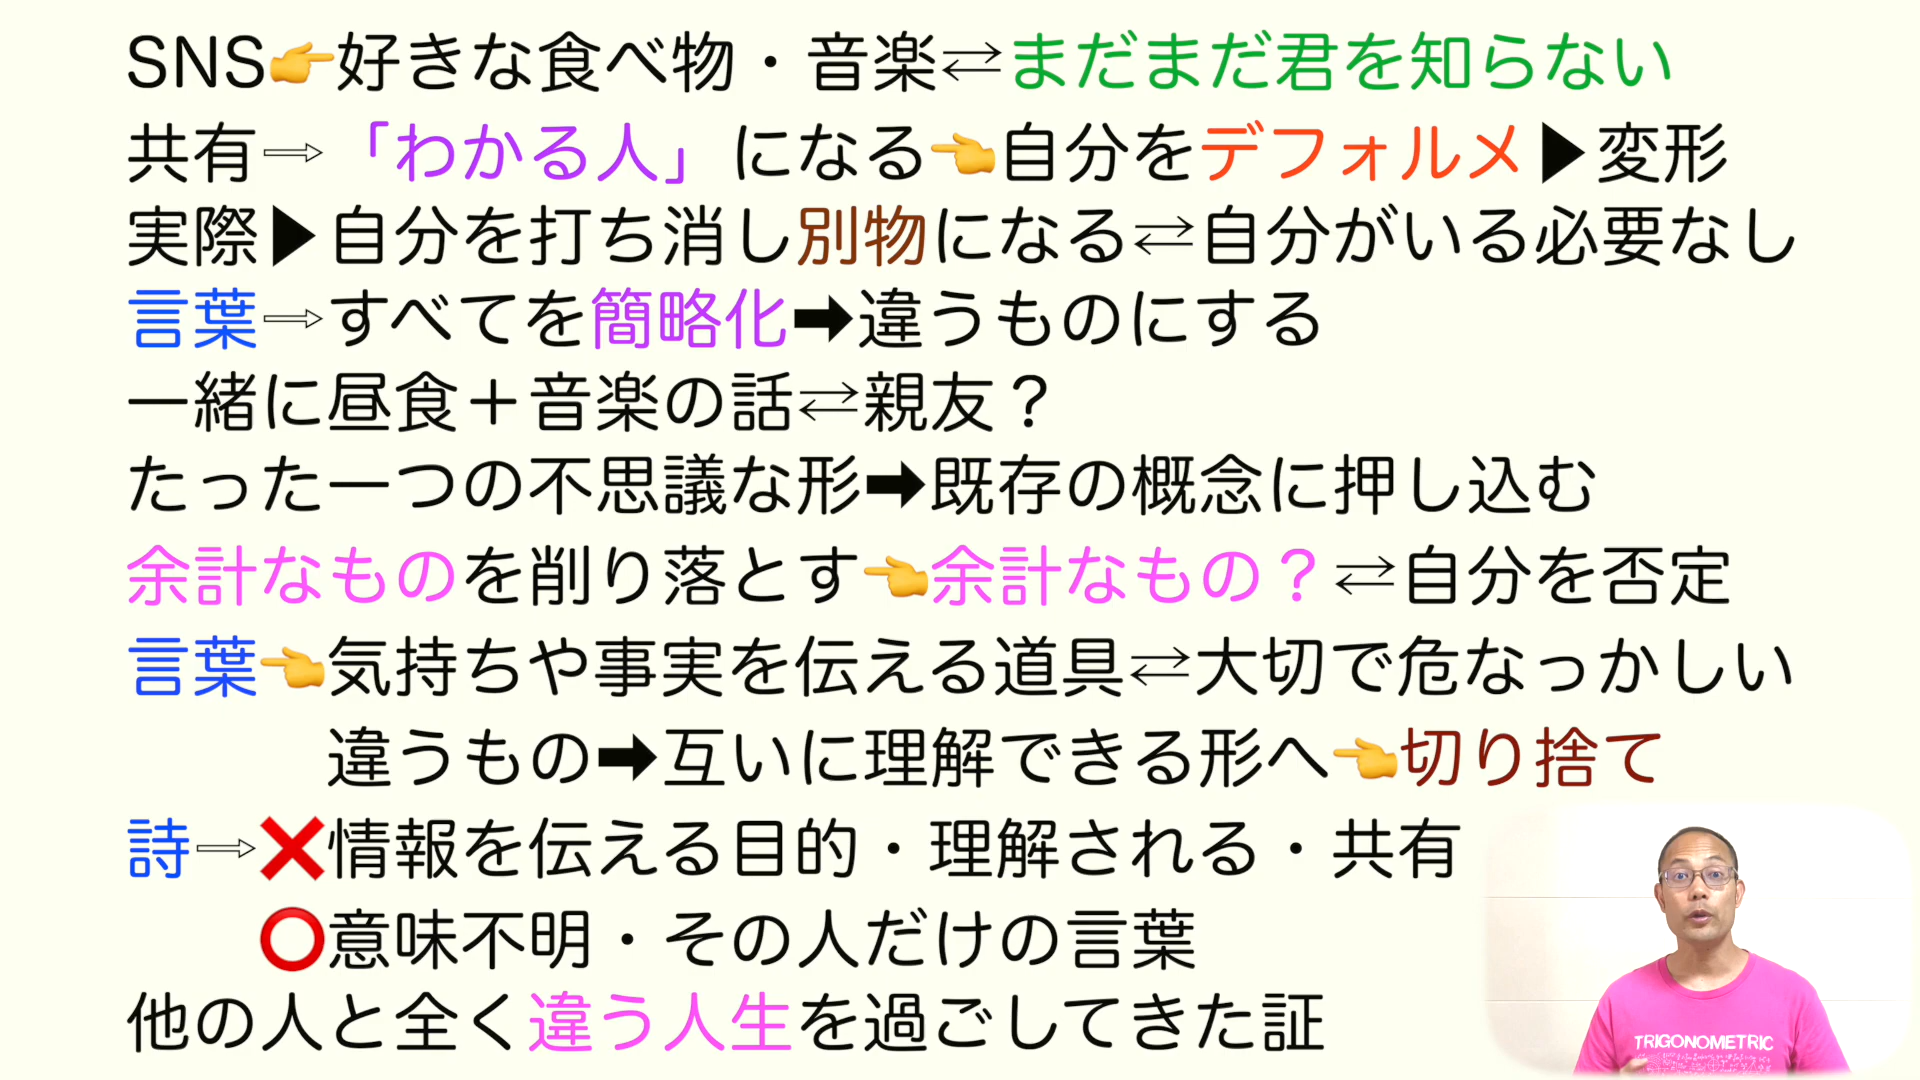 SNS👉好きな食べ物・音楽⇄まだまだ君を知らない
共有⇨「わかる人」になる👈自分をデフォルメ▶変形
実際▶自分を打ち消し別物になる⇄自分がいる必要なし
言葉⇨すべてを簡略化➡違うものにする
一緒に昼食＋音楽の話⇄親友？
たった一つの不思議な形➡既存の概念に押し込む
余計なものを削り落とす👈余計なもの？⇄自分を否定
言葉👈気持ちや事実を伝える道具⇄大切で危なっかしい
違うもの➡互いに理解できる形へ👈切り捨て
詩⇨❌情報を伝える目的・理解される・共有
⭕意味不明・その人だけの言葉
他の人と全く違う人生を過ごしてきた証
TRIGONOMETRIC